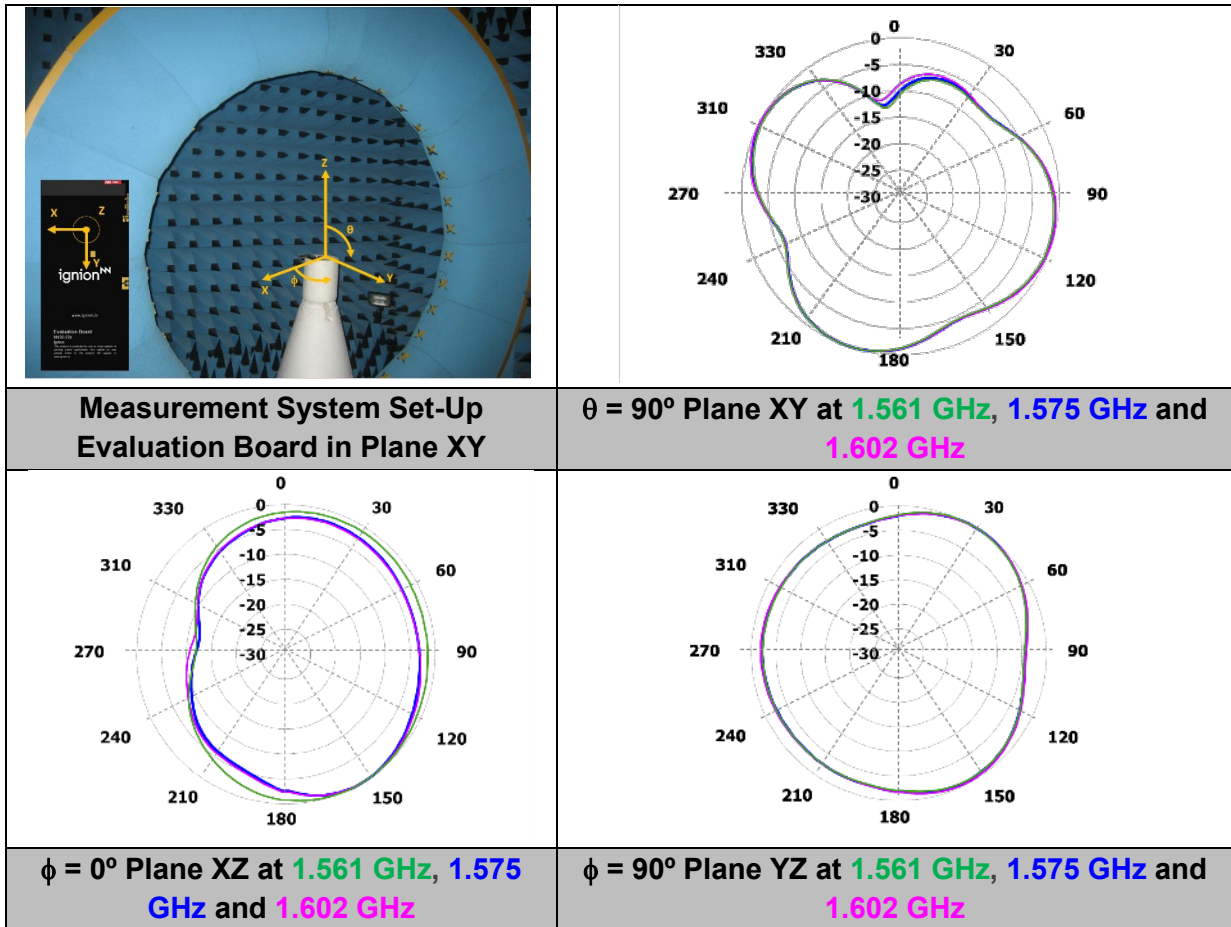 Z
θ
X
Y
ϕ
X
Z
Y
ignion NN
www.ignion.io
Evaluation Board
Ignion
0
330
30
310
60
270
90
240
120
210
150
180
0
-5
-10
-15
-20
-25
-30
Measurement System Set-Up
Evaluation Board in Plane XY
θ = 90º Plane XY at 1.561 GHz, 1.575 GHz and
1.602 GHz
0
330
30
310
60
270
90
240
120
210
150
180
0
-5
-10
-15
-20
-25
-30
0
330
30
310
60
270
90
240
120
210
150
180
0
-5
-10
-15
-20
-25
-30
ϕ = 0º Plane XZ at 1.561 GHz, 1.575
GHz and 1.602 GHz
ϕ = 90º Plane YZ at 1.561 GHz, 1.575 GHz and
1.602 GHz